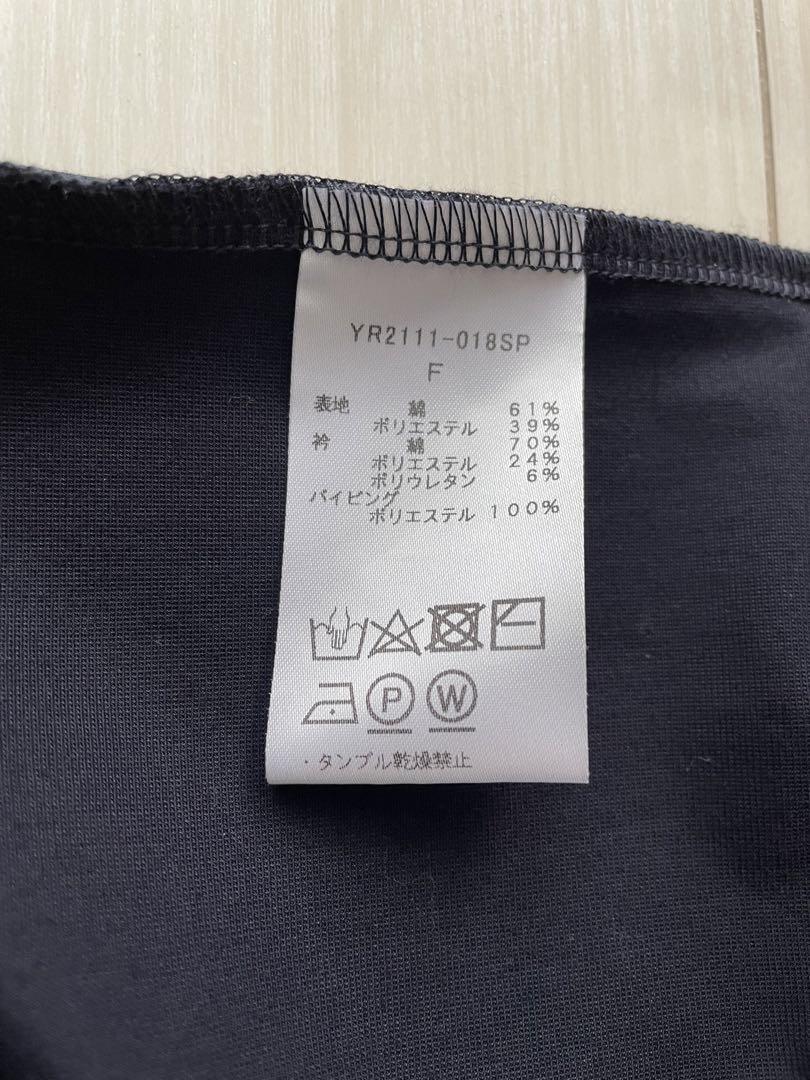 YR2111-018SP
F
表地 綿 61%
ポリエステル 39%
衿 綿 70%
ポリエステル 24%
ポリウレタン 6%
パイピング
ポリエステル 100%
P W
・タンブル乾燥禁止